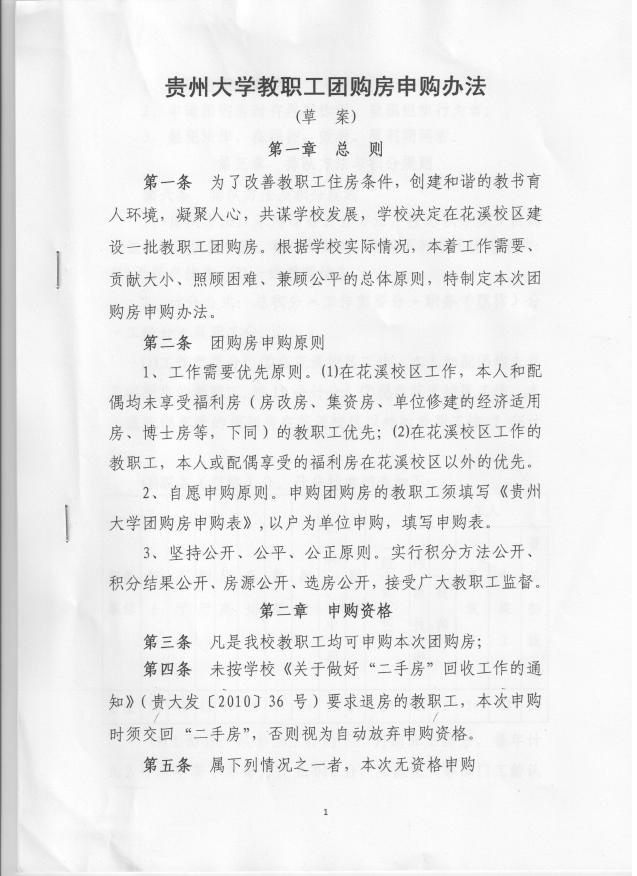 贵州大学教职工团购房申购办法
(草 案)
第一章 总 则
第一条 为了改善教职工住房条件，创建和谐的教书育
人环境，凝聚人心，共谋学校发展，学校决定在花溪校区建
设一批教职工团购房。根据学校实际情况，本着工作需要、
贡献大小、照顾困难、兼顾公平的总体原则，特制定本次团
购房申购办法。
第二条 团购房申购原则
1、工作需要优先原则。⑴在花溪校区工作，本人和配
偶均未享受福利房（房改房、集资房、单位修建的经济适用
房、博士房等，下同）的教职工优先；⑵在花溪校区工作的
教职工，本人或配偶享受的福利房在花溪校区以外的优先。
2、自愿申购原则。申购团购房的教职工须填写《贵州
大学团购房申购表》,以户为单位申购，填写申购表。
3、坚持公开、公平、公正原则。实行积分方法公开、
积分结果公开、房源公开、选房公开，接受广大教职工监督。
第二章 申购资格
第三条 凡是我校教职工均可申购本次团购房；
第四条 未按学校《关于做好“二手房”回收工作的通
知》（贵大发〔2010〕36 号）要求退房的教职工，本次申购
时须交回“二手房”，否则视为自动放弃申购资格。
第五条 属下列情况之一者，本次无资格申购
1